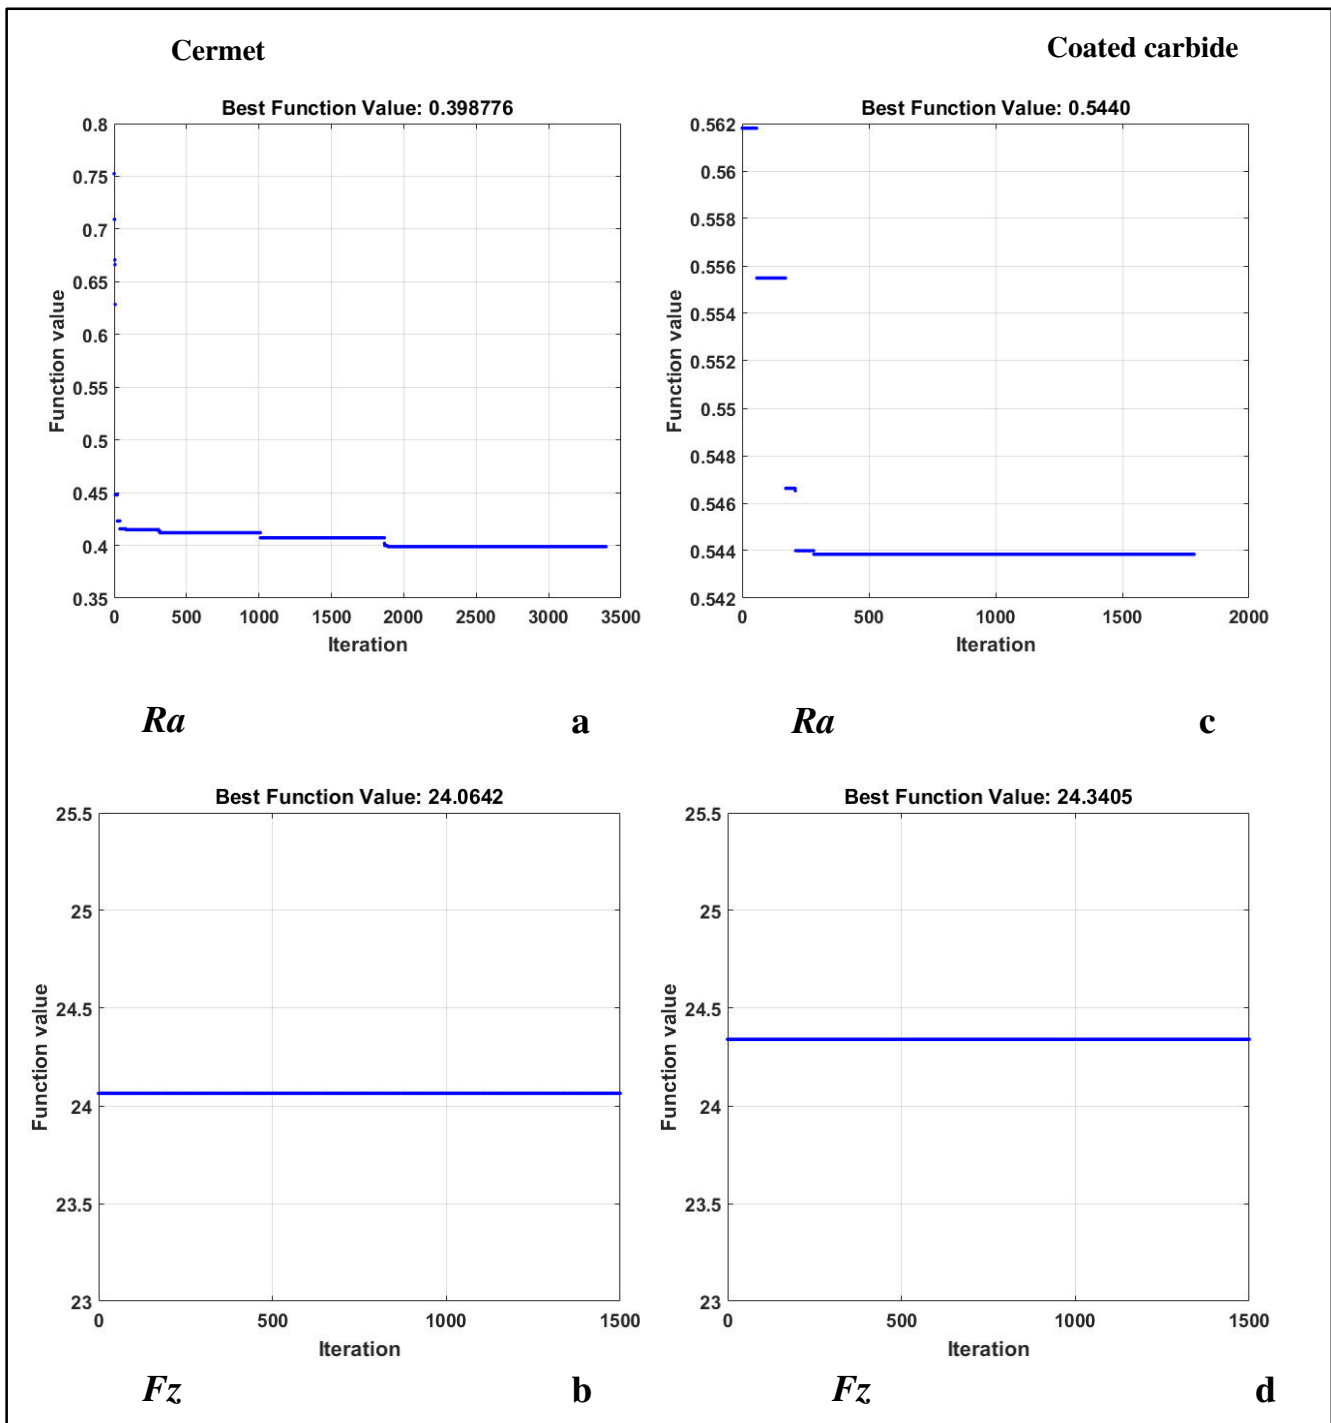 Cermet
Coated carbide
Best Function Value: 0.398776
0.8
0.75
0.7
0.65
0.6
0.55
0.5
0.45
0.4
0.35
Function value
0 500 1000 1500 2000 2500 3000 3500
Iteration
Ra
a
Best Function Value: 0.5440
0.562
0.56
0.558
0.556
0.554
0.552
0.55
0.548
0.546
0.544
0.542
Function value
0 500 1000 1500 2000
Iteration
Ra
c
Best Function Value: 24.0642
25.5
25
24.5
24
23.5
23
Function value
0 500 1000 1500
Iteration
Fz
b
Best Function Value: 24.3405
25.5
25
24.5
24
23.5
23
Function value
0 500 1000 1500
Iteration
Fz
d